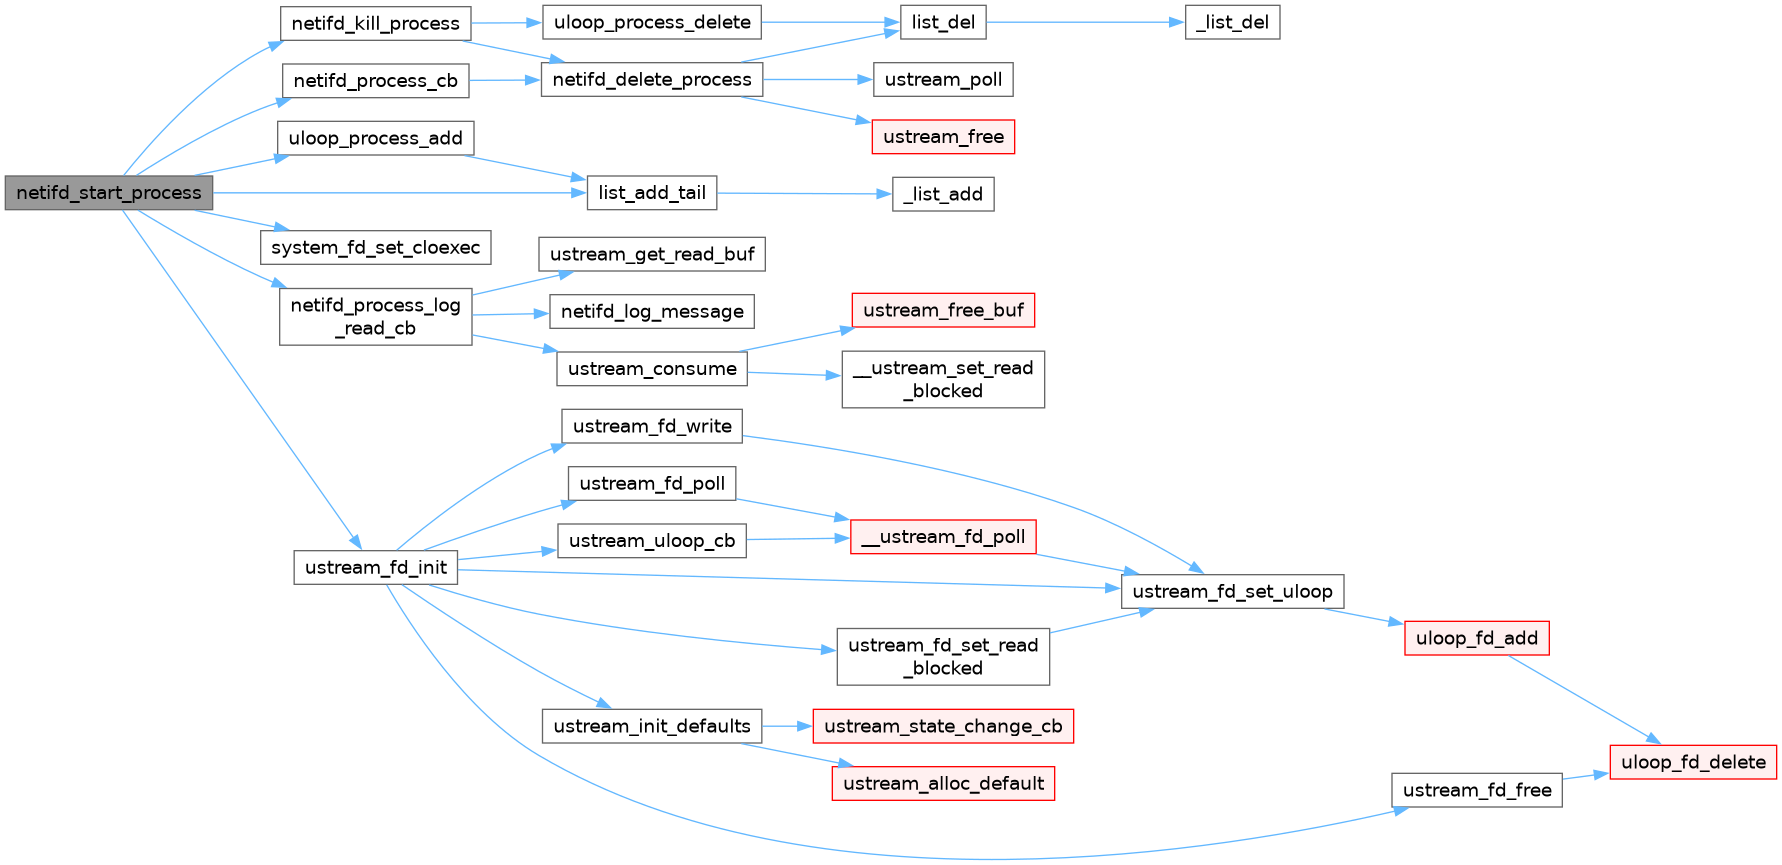 netifd_start_process
netifd_kill_process
netifd_process_cb
uloop_process_add
system_fd_set_cloexec
netifd_process_log
_read_cb
ustream_fd_init
uloop_process_delete
netifd_delete_process
list_add_tail
ustream_get_read_buf
netifd_log_message
ustream_consume
ustream_fd_write
ustream_fd_poll
ustream_uloop_cb
ustream_init_defaults
list_del
ustream_poll
ustream_free
_list_add
ustream_free_buf
__ustream_set_read
_blocked
__ustream_fd_poll
ustream_fd_set_read
_blocked
ustream_state_change_cb
ustream_alloc_default
_list_del
ustream_fd_set_uloop
uloop_fd_add
ustream_fd_free
uloop_fd_delete